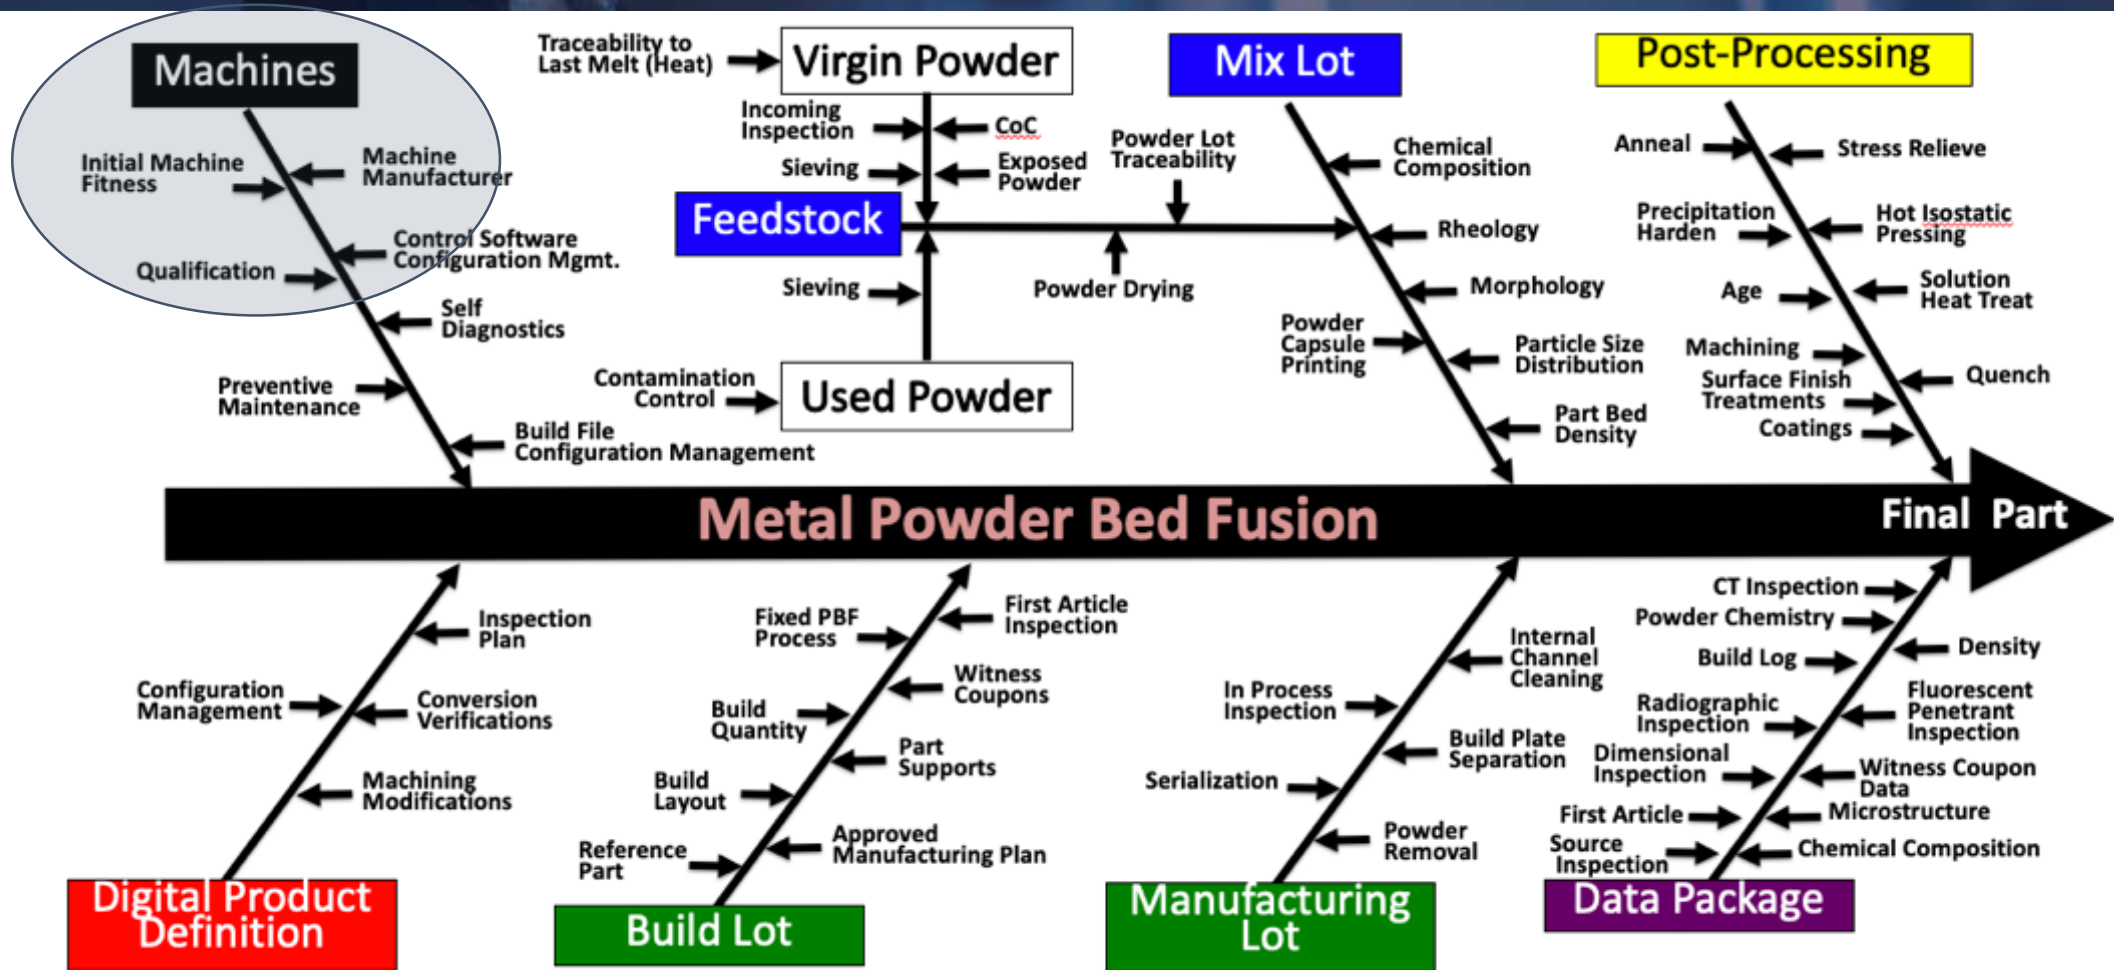 Machines
Initial Machine
Fitness
Machine
Manufacturer
Control Software
Configuration Mgmt.
Qualification
Self
Diagnostics
Preventive
Maintenance
Build File
Configuration Management
Traceability to
Last Melt (Heat)
Virgin Powder
Incoming
Inspection
CoC
Sieving
Exposed
Powder
Feedstock
Powder Lot
Traceability
Powder Drying
Sieving
Contamination
Control
Used Powder
Mix Lot
Chemical
Composition
Rheology
Morphology
Powder
Capsule
Printing
Particle Size
Distribution
Part Bed
Density
Post-Processing
Anneal
Stress Relieve
Precipitation
Harden
Hot Isostatic
Pressing
Age
Solution
Heat Treat
Machining
Quench
Surface Finish
Treatments
Coatings
Metal Powder Bed Fusion
Final Part
Inspection
Plan
Configuration
Management
Conversion
Verifications
Machining
Modifications
Digital Product
Definition
Fixed PBF
Process
First Article
Inspection
Witness
Coupons
Build
Quantity
Part
Supports
Build
Layout
Approved
Manufacturing Plan
Reference
Part
Build Lot
Internal
Channel
Cleaning
In Process
Inspection
Build Plate
Separation
Serialization
Powder
Removal
Manufacturing
Lot
CT Inspection
Powder Chemistry
Density
Build Log
Fluorescent
Penetrant
Inspection
Radiographic
Inspection
Dimensional
Inspection
Witness Coupon
Data
First Article
Microstructure
Source
Inspection
Chemical Composition
Data Package